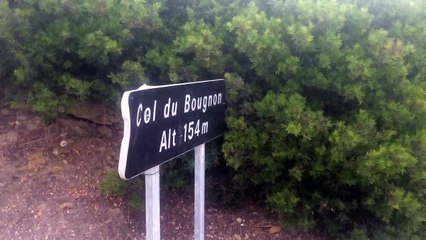 Col du Bougnon
Alt 154m